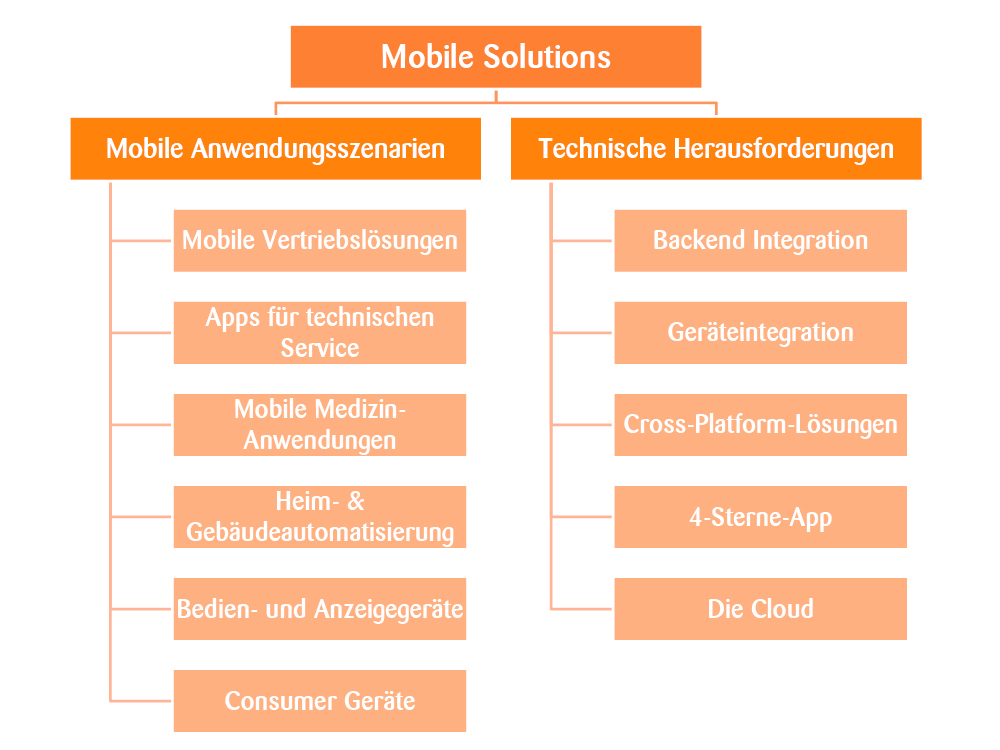 Mobile Solutions
Mobile Anwendungsszenarien
Mobile Vertriebslösungen
Apps für technischen
Service
Mobile Medizin-
Anwendungen
Heim- &
Gebäudeautomatisierung
Bedien- und Anzeigegeräte
Consumer Geräte
Technische Herausforderungen
Backend Integration
Geräteintegration
Cross-Platform-Lösungen
4-Sterne-App
Die Cloud